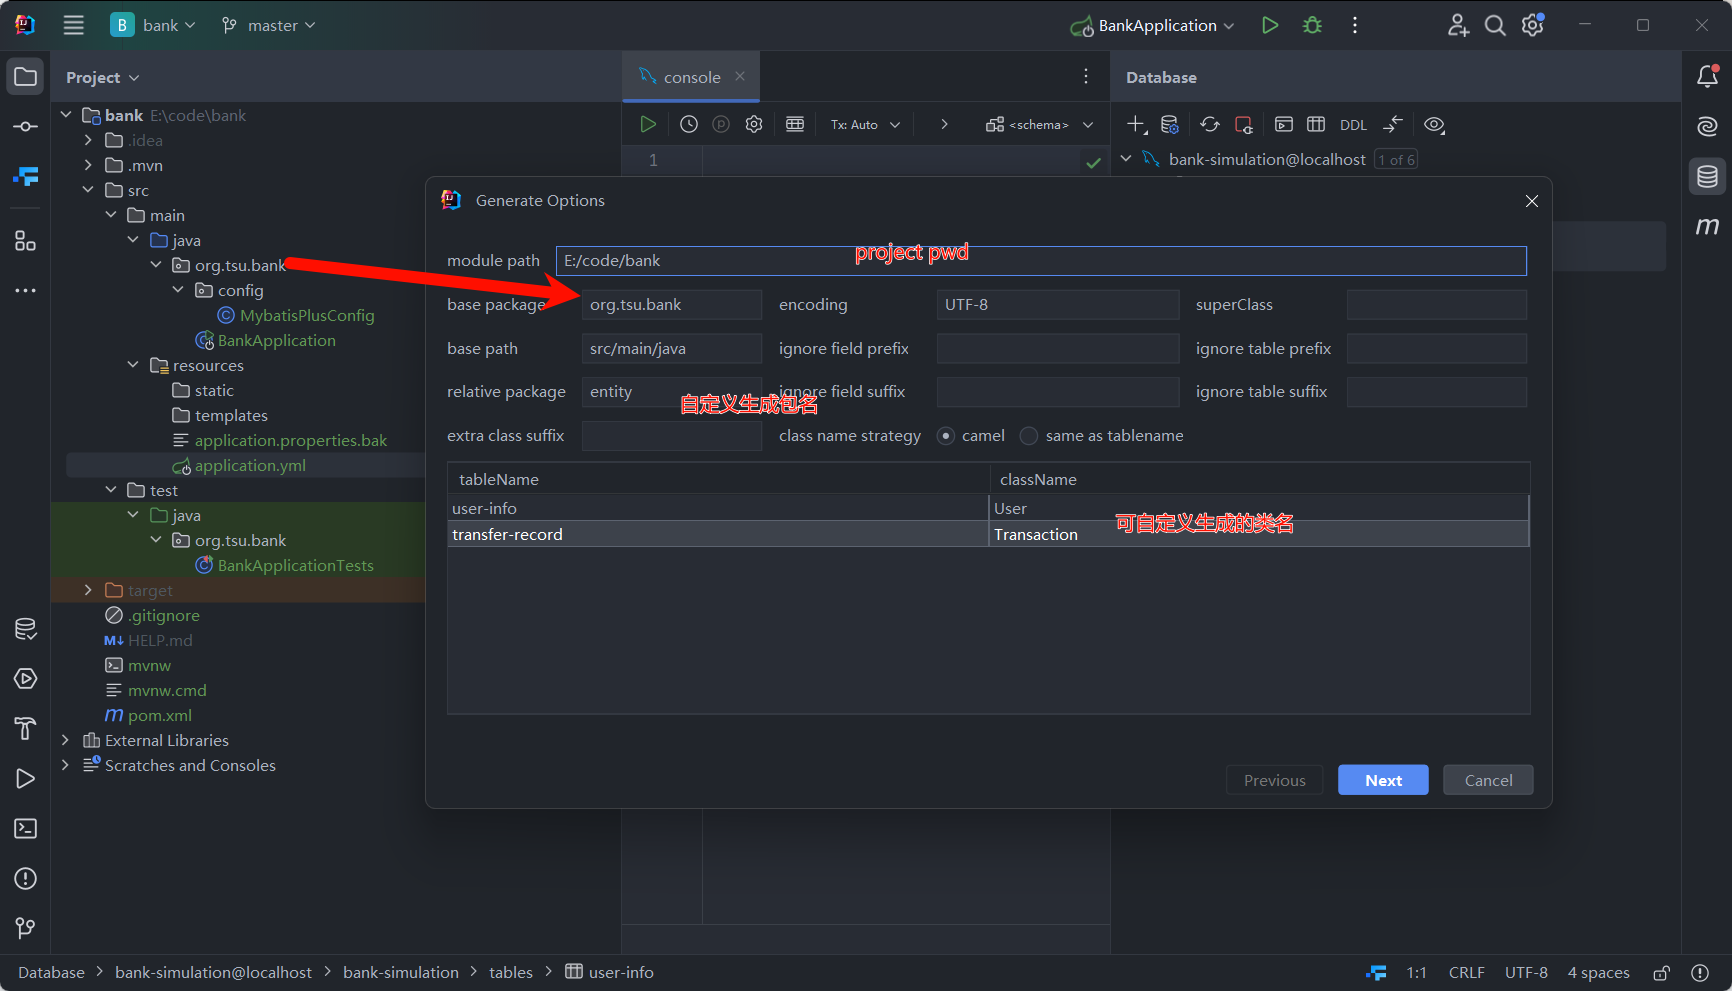 B bank master BankApplication
Project
console
Database
Tx: Auto <schema>
DDL
1
bank E:\code\bank
.idea
.mvn
src
main
java
org.tsu.bank
config
MybatisPlusConfig
BankApplication
resources
static
templates
application.properties.bak
application.yml
test
java
org.tsu.bank
BankApplicationTests
target
.gitignore
HELP.md
mvnw
mvnw.cmd
pom.xml
External Libraries
Scratches and Consoles
bank-simulation@localhost 1 of 6
Generate Options
module path E:/code/bank project pwd
base package org.tsu.bank encoding UTF-8 superClass
base path src/main/java ignore field prefix ignore table prefix
relative package entity ignore field suffix ignore table suffix
自定义生成包名
extra class suffix class name strategy camel same as tablename
tableName className
user-info User
可自定义生成的类名
transfer-record Transaction
Previous Next Cancel
Database > bank-simulation@localhost > bank-simulation > tables > user-info
1:1 CRLF UTF-8 4 spaces